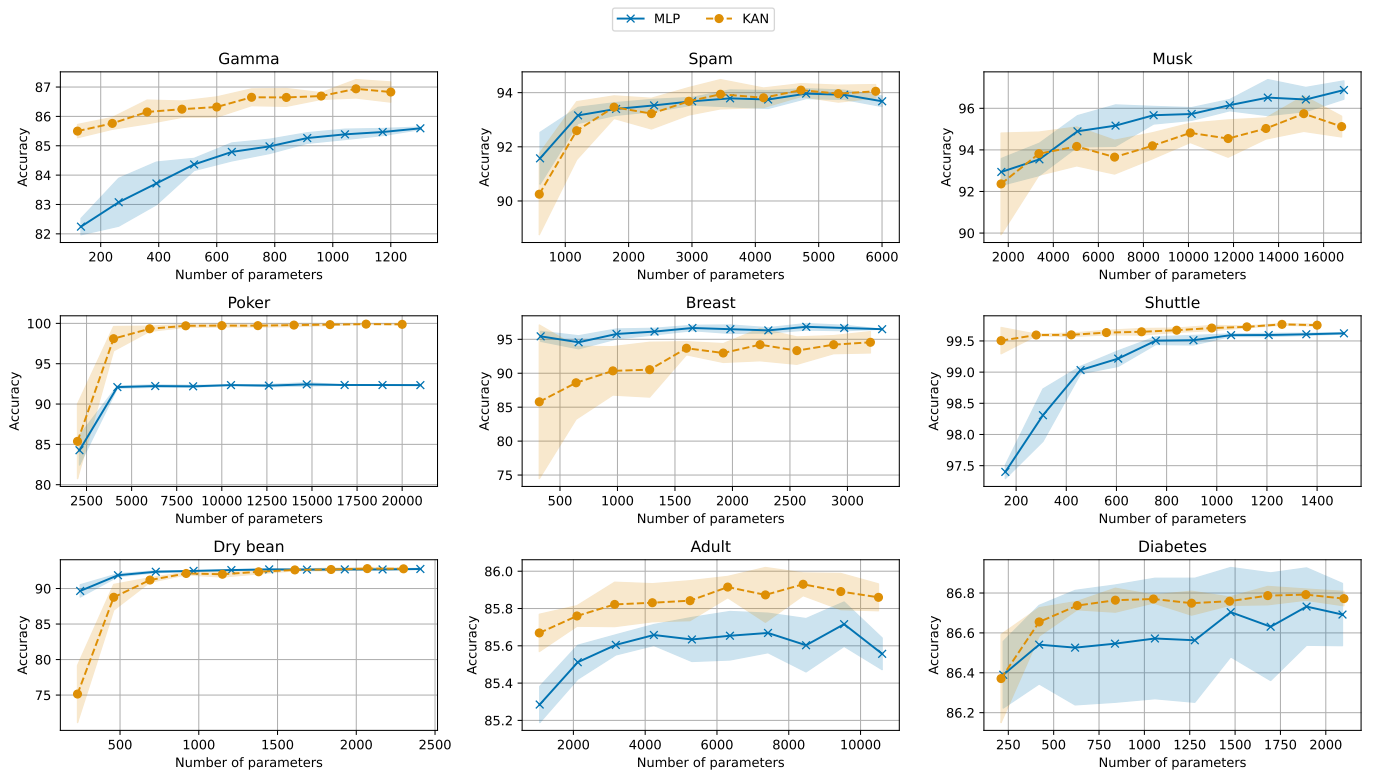 MLP KAN
Gamma Spam Musk
87
86
85
84
83
82
Accuracy
200 400 600 800 1000 1200
Number of parameters
94
92
90
Accuracy
1000 2000 3000 4000 5000 6000
Number of parameters
96
94
92
90
Accuracy
2000 4000 6000 8000 10000 12000 14000 16000
Number of parameters
Poker Breast Shuttle
100
95
90
85
80
Accuracy
2500 5000 7500 10000 12500 15000 17500 20000
Number of parameters
95
90
85
80
75
Accuracy
500 1000 1500 2000 2500 3000
Number of parameters
99.5
99.0
98.5
98.0
97.5
Accuracy
200 400 600 800 1000 1200 1400
Number of parameters
Dry bean Adult Diabetes
90
85
80
75
Accuracy
500 1000 1500 2000 2500
Number of parameters
86.0
85.8
85.6
85.4
85.2
Accuracy
2000 4000 6000 8000 10000
Number of parameters
86.8
86.6
86.4
86.2
Accuracy
250 500 750 1000 1250 1500 1750 2000
Number of parameters